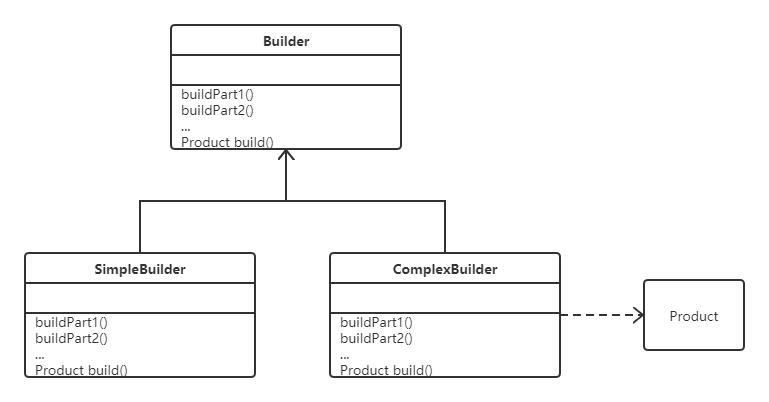 Builder
buildPart1()
buildPart2()
...
Product build()
SimpleBuilder
buildPart1()
buildPart2()
...
Product build()
ComplexBuilder
buildPart1()
buildPart2()
...
Product build()
Product